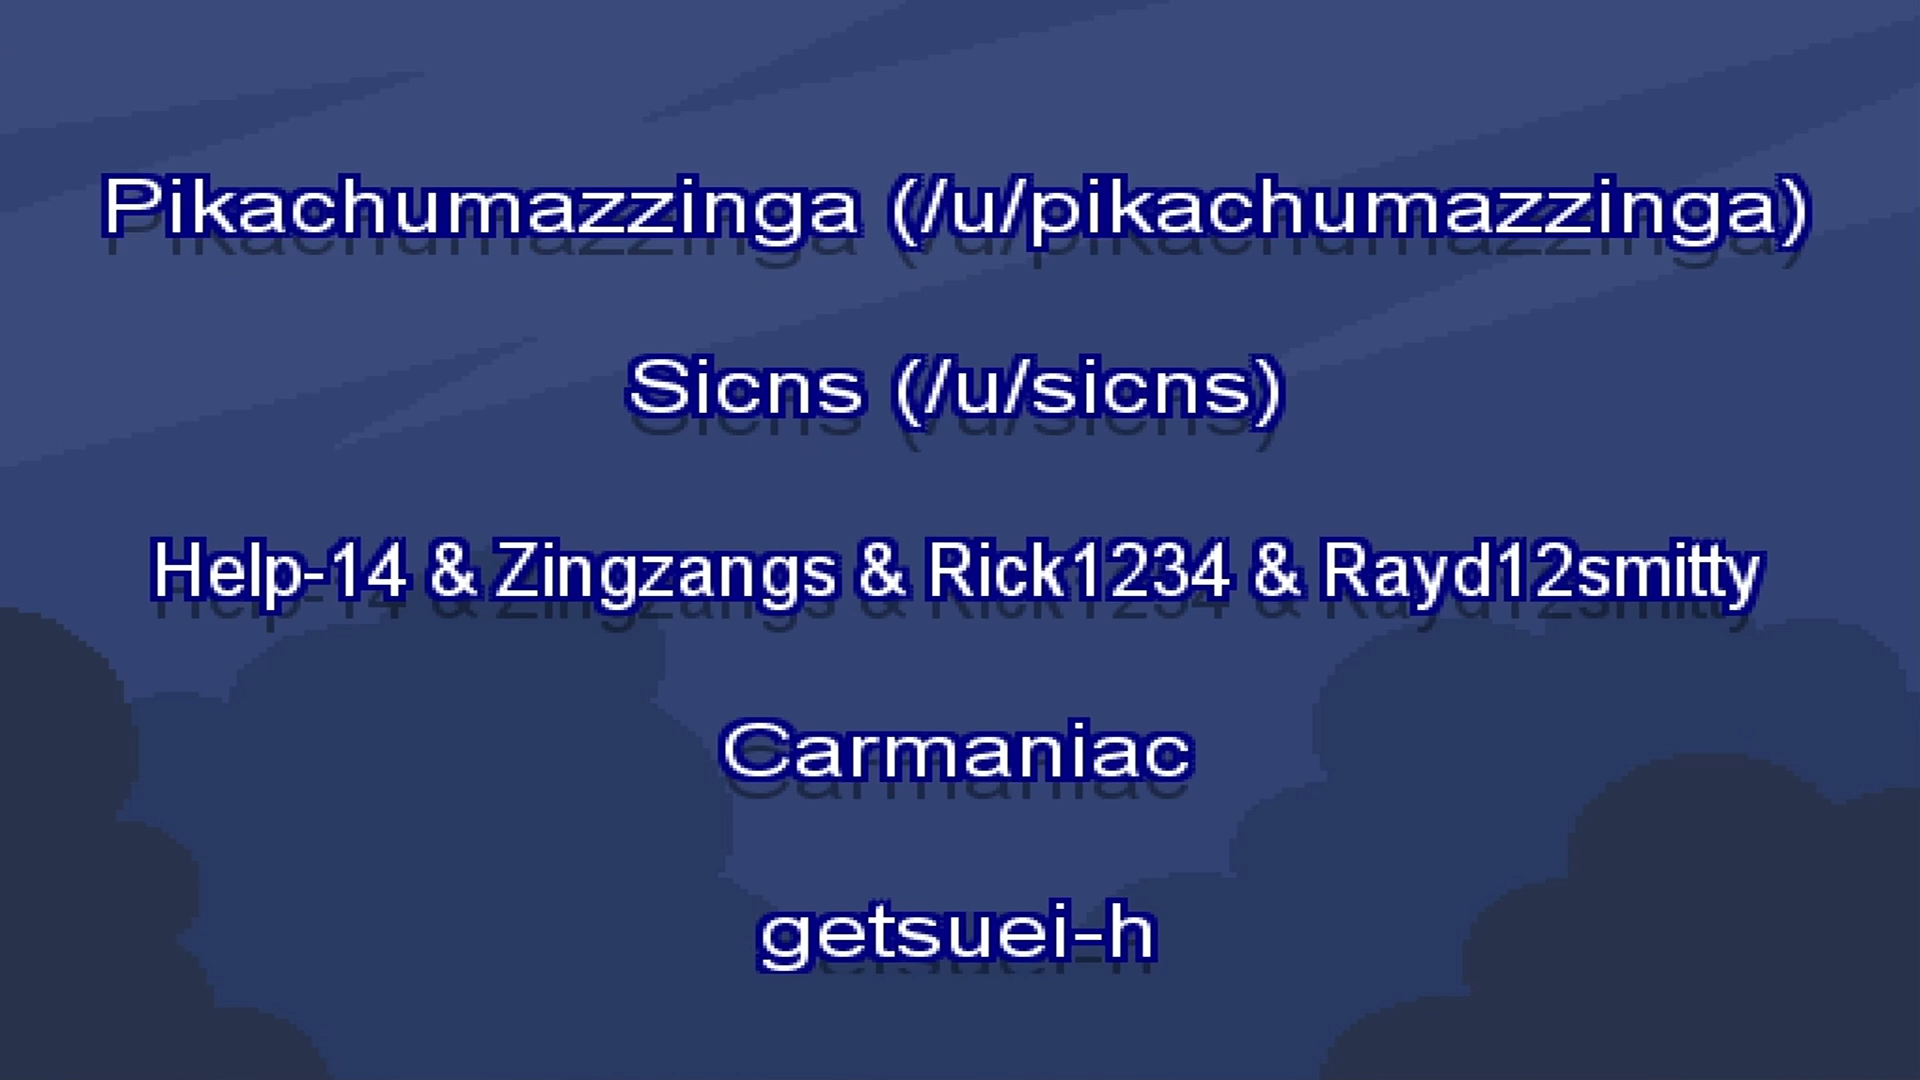 Pikachumazzinga (/u/pikachumazzinga)
Sicns (/u/sicns)
Help-14 & Zingzangs & Rick1234 & Rayd12smitty
Carmaniac
getsuei-h